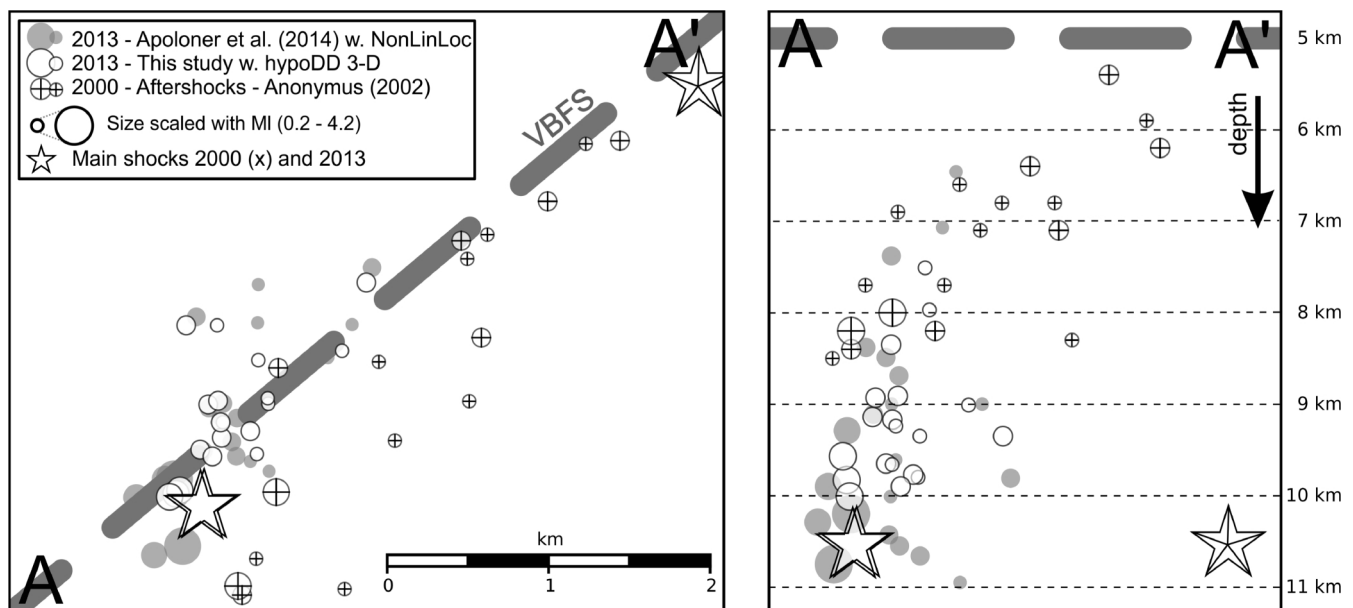 2013 - Apoloner et al. (2014) w. NonLinLoc
2013 - This study w. hypoDD 3-D
2000 - Aftershocks - Anonymus (2002)
Size scaled with Ml (0.2 - 4.2)
Main shocks 2000 (x) and 2013
VBFS
A'
A
km
0 1 2
A
A'
depth
5 km
6 km
7 km
8 km
9 km
10 km
11 km